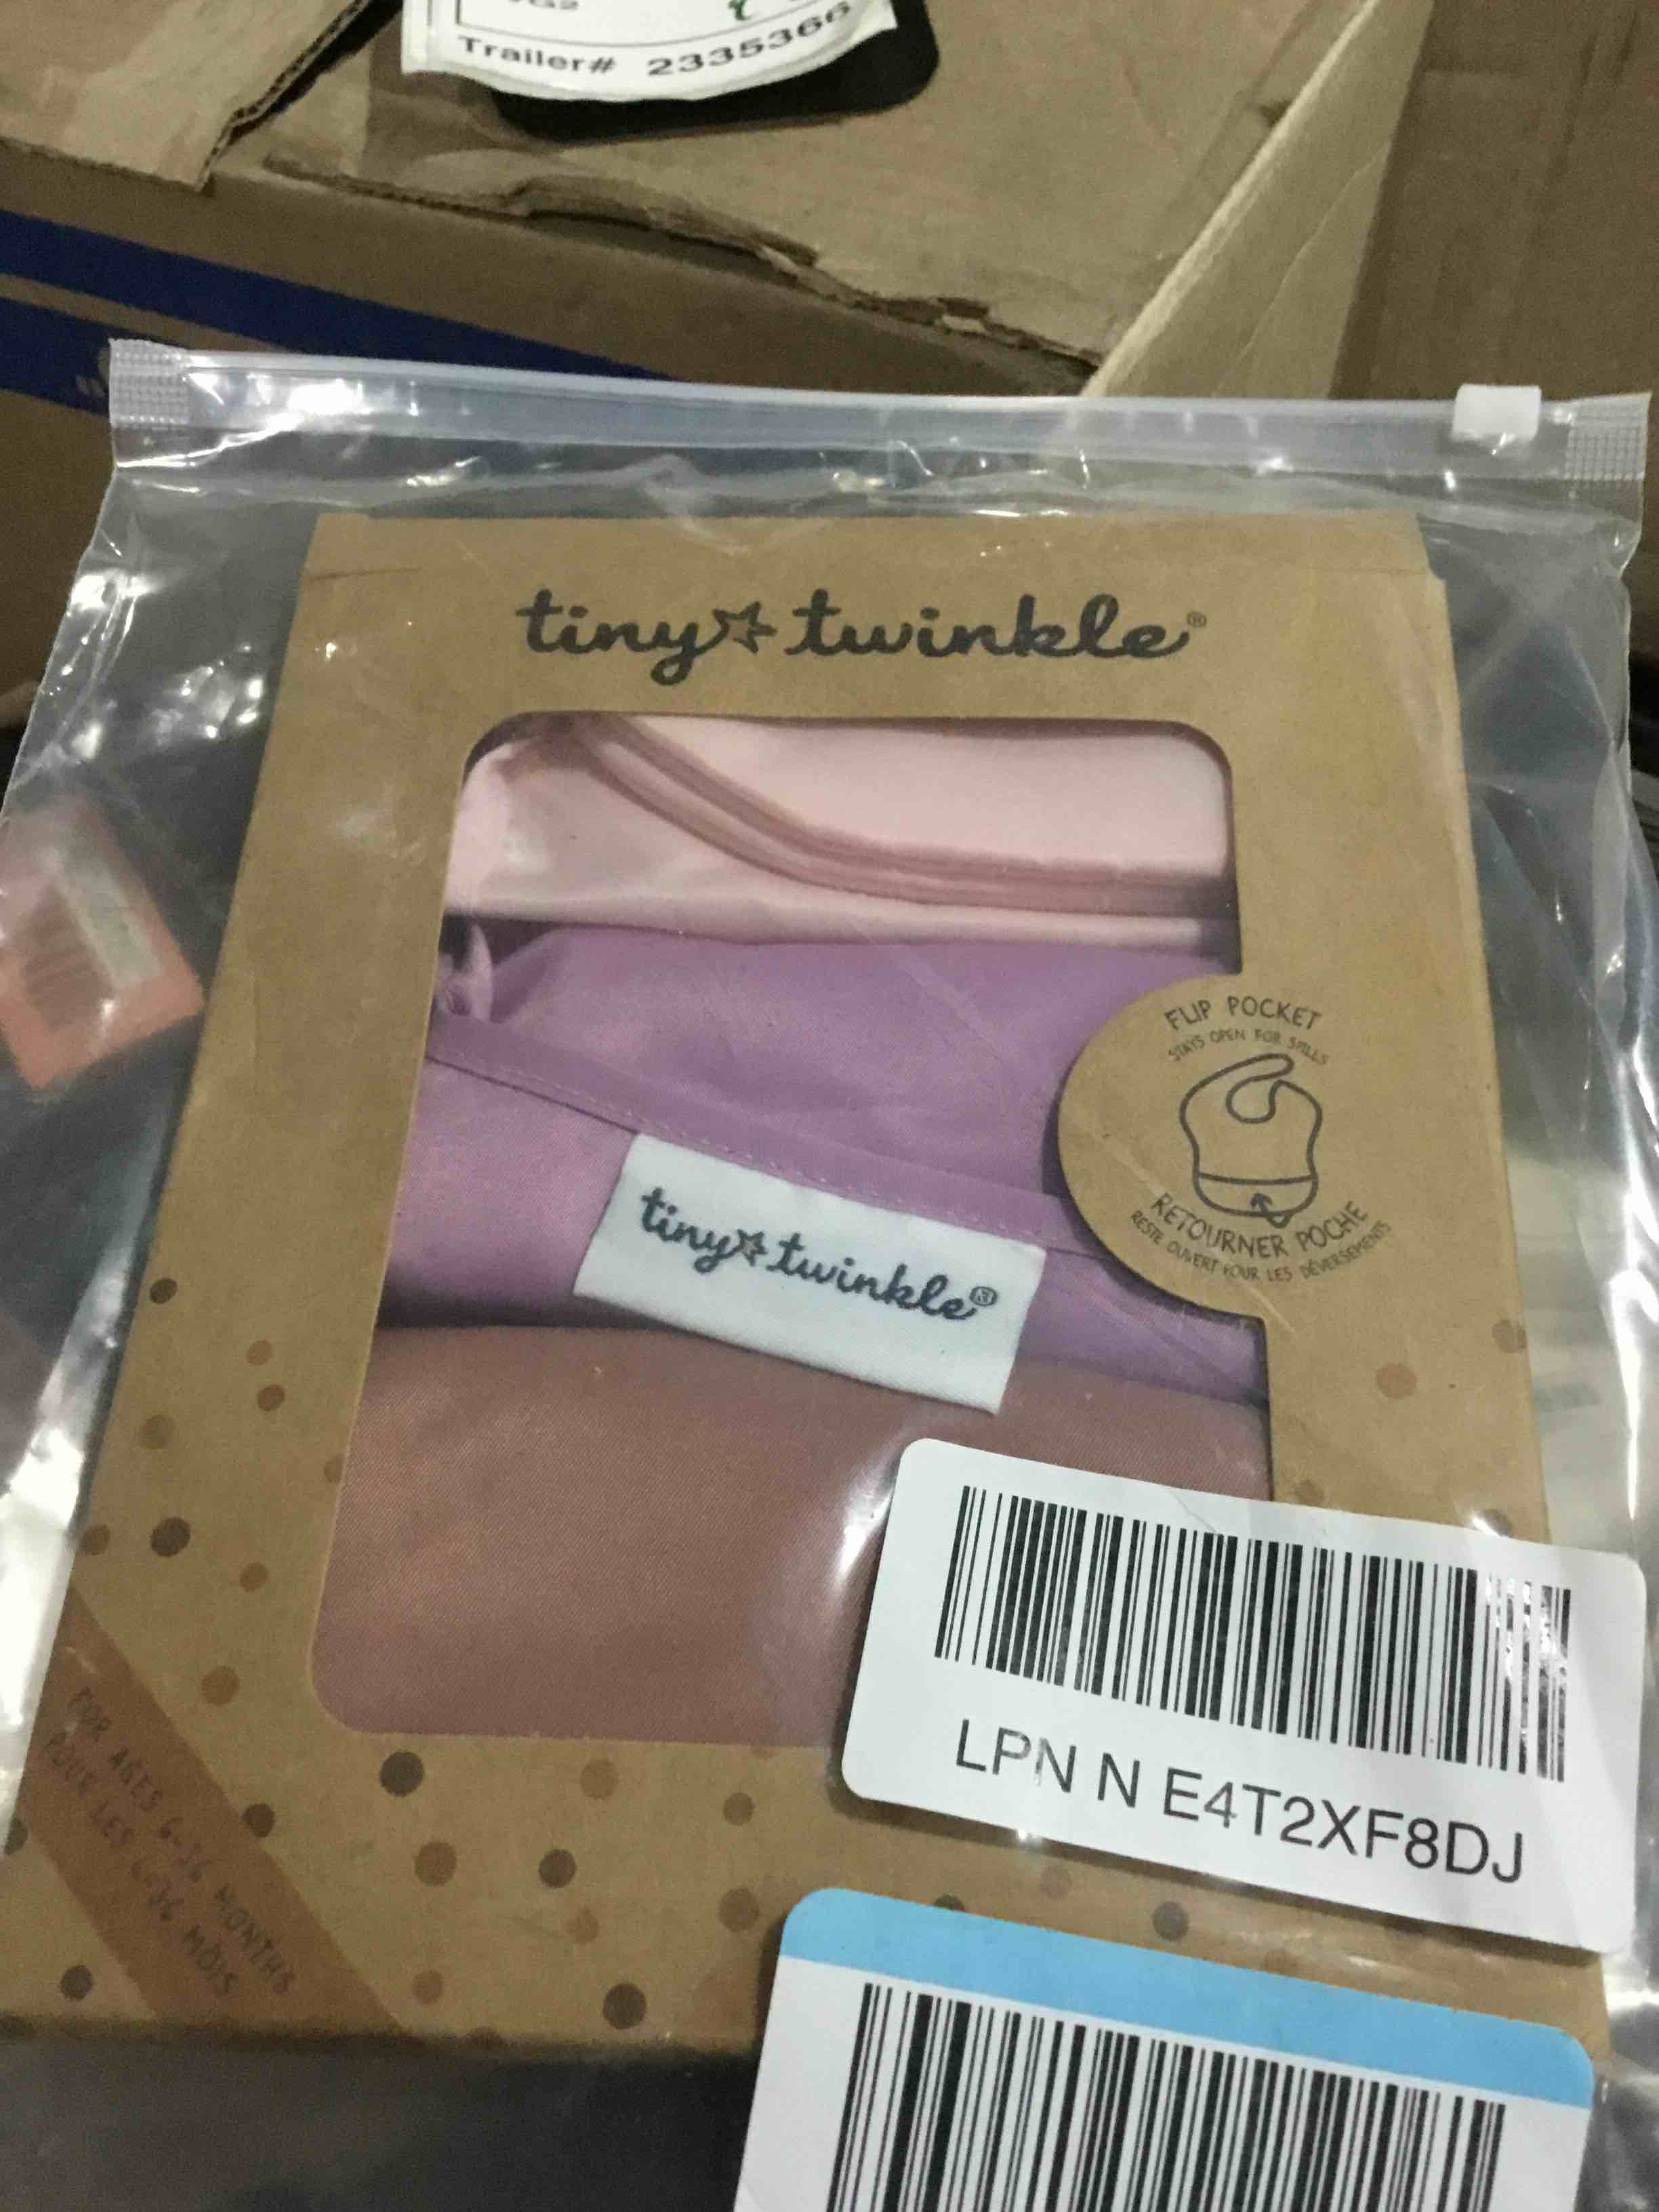 Trailer# 2335366
tiny twinkle®
FLIP POCKET
STAYS OPEN FOR SPILLS
RETOURNER POCHE
RESTE OUVERT POUR LES DÉVERSEMENTS
tiny twinkle®
LPN N E4T2XF8DJ
FOR AGES 6-36 MONTHS
POUR LES 6-36 MOIS